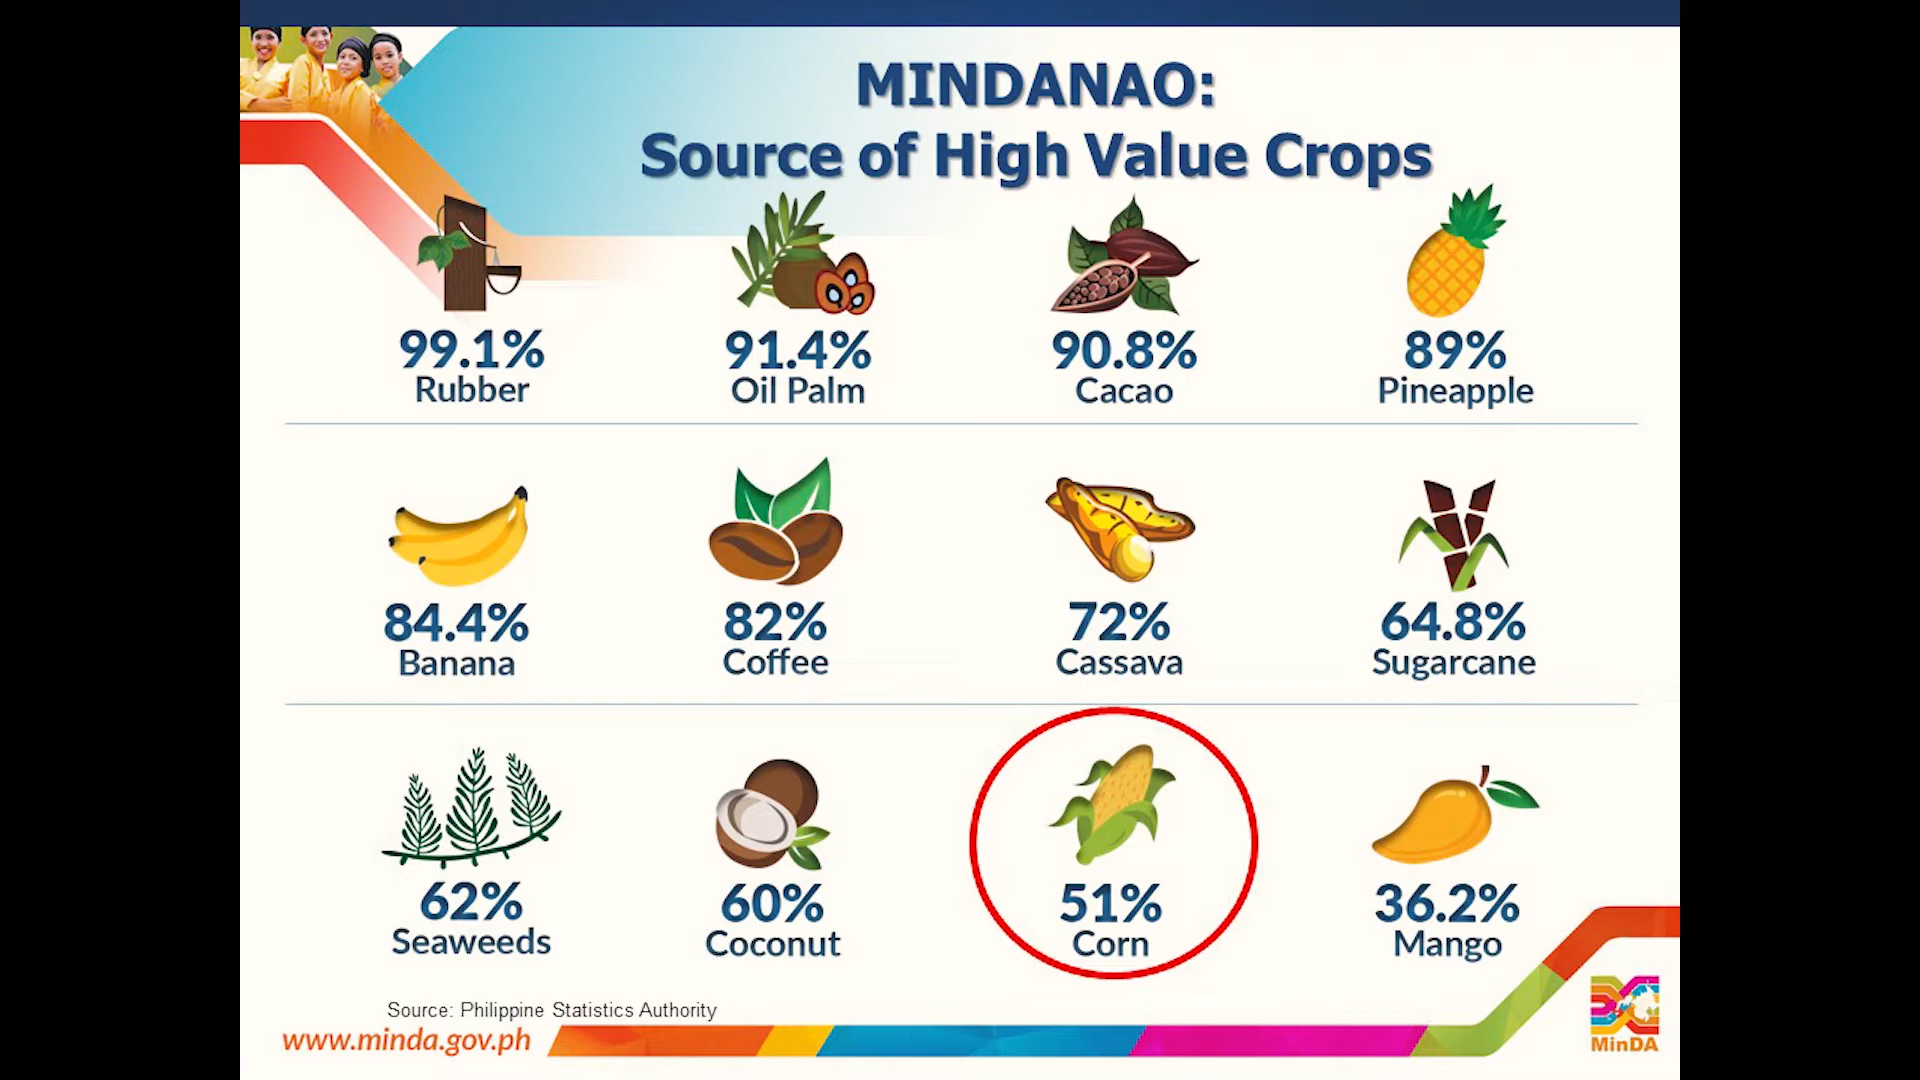 MINDANAO:
Source of High Value Crops
99.1%
Rubber
91.4%
Oil Palm
90.8%
Cacao
89%
Pineapple
84.4%
Banana
82%
Coffee
72%
Cassava
64.8%
Sugarcane
62%
Seaweeds
60%
Coconut
51%
Corn
36.2%
Mango
Source: Philippine Statistics Authority
www.minda.gov.ph
MinDA